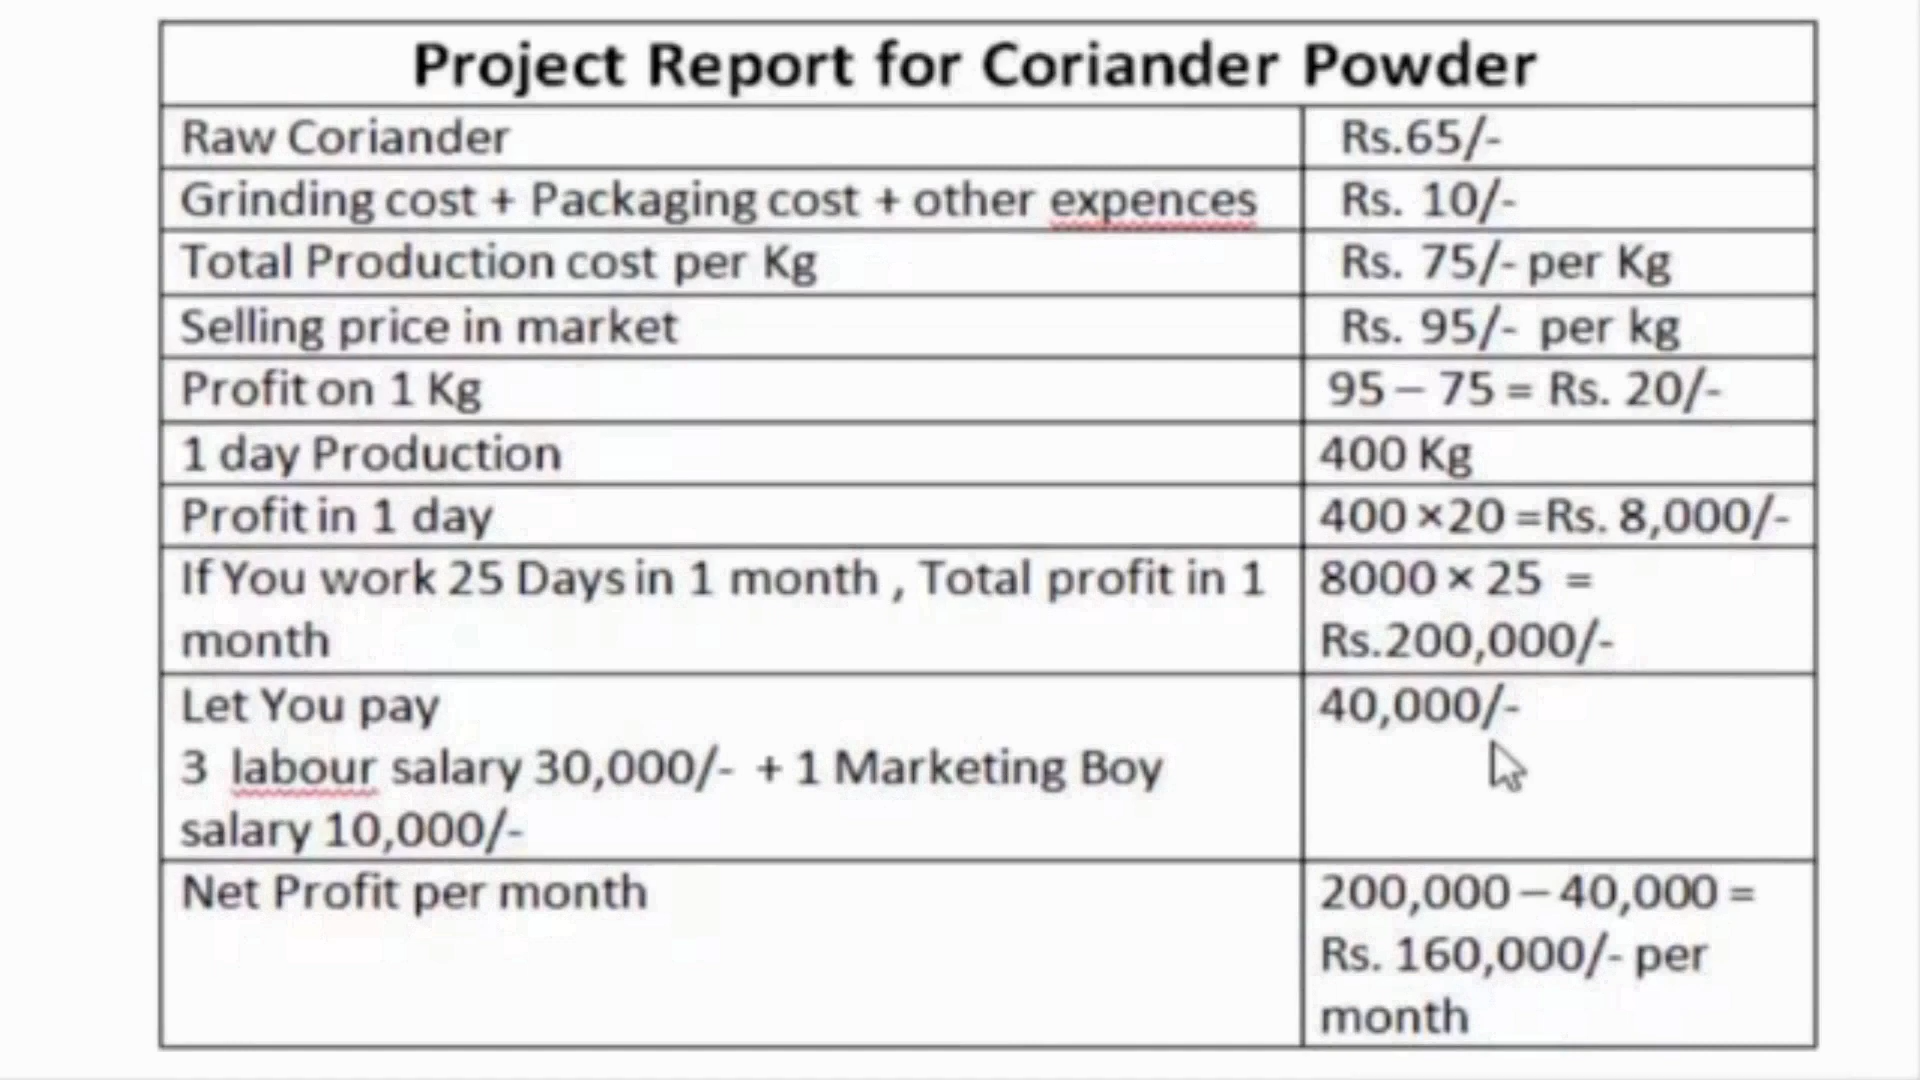 Project Report for Coriander Powder
Raw Coriander Rs.65/-
Grinding cost + Packaging cost + other expences Rs. 10/-
Total Production cost per Kg Rs. 75/- per Kg
Selling price in market Rs. 95/- per kg
Profit on 1 Kg 95 – 75 = Rs. 20/-
1 day Production 400 Kg
Profit in 1 day 400 ×20 =Rs. 8,000/-
If You work 25 Days in 1 month , Total profit in 1 8000 × 25 =
month Rs.200,000/-
Let You pay 40,000/-
3 labour salary 30,000/- + 1 Marketing Boy
salary 10,000/-
Net Profit per month 200,000 – 40,000 =
Rs. 160,000/- per
month